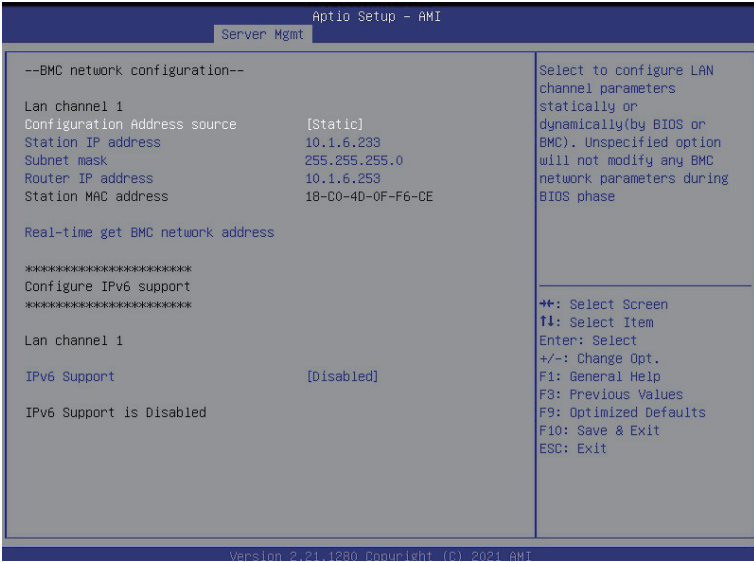 Aptio Setup - AMI
Server Mgmt
--BMC network configuration--
Lan channel 1
Configuration Address source [Static]
Station IP address 10.1.6.233
Subnet mask 255.255.255.0
Router IP address 10.1.6.253
Station MAC address 18-C0-4D-0F-F6-CE
Real-time get BMC network address
**********************
Configure IPv6 support
**********************
Lan channel 1
IPv6 Support [Disabled]
IPv6 Support is Disabled
Select to configure LAN
channel parameters
statically or
dynamically(by BIOS or
BMC). Unspecified option
will not modify any BMC
network parameters during
BIOS phase
→←: Select Screen
↑↓: Select Item
Enter: Select
+/-: Change Opt.
F1: General Help
F3: Previous Values
F9: Optimized Defaults
F10: Save & Exit
ESC: Exit
Version 2.21.1280 Copyright (C) 2021 AMI